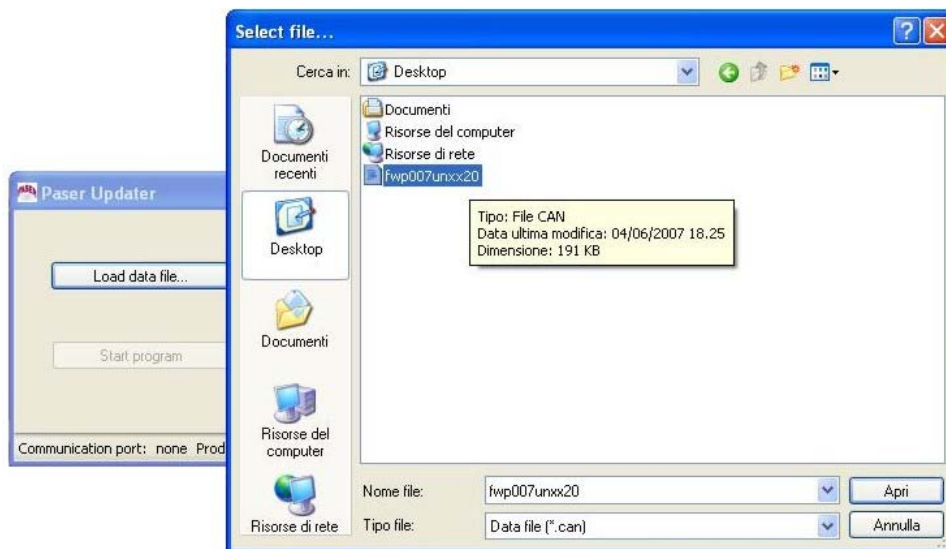 Select file...
Cerca in:
Desktop
Documenti recenti
Desktop
Documenti
Risorse del computer
Risorse di rete
Documenti
Risorse del computer
Risorse di rete
fwp007unxx20
Tipo: File CAN
Data ultima modifica: 04/06/2007 18.25
Dimensione: 191 KB
Nome file:
fwp007unxx20
Apri
Tipo file:
Data file (*.can)
Annulla
Paser Updater
Load data file...
Start program
Communication port: none Prod